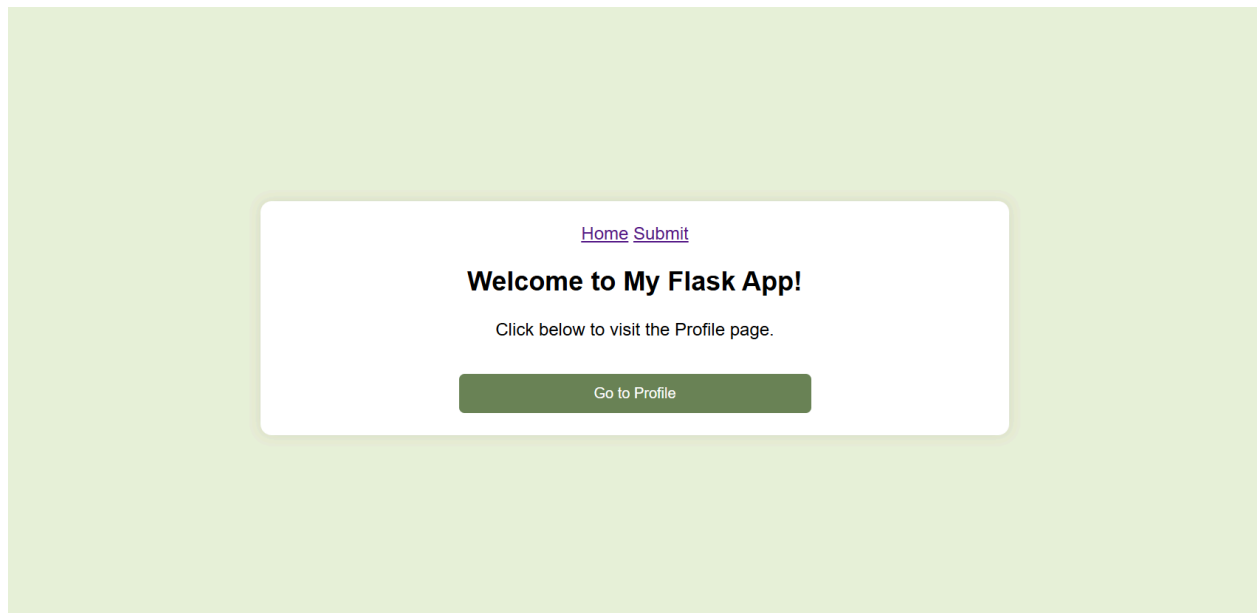 Home Submit
Welcome to My Flask App!
Click below to visit the Profile page.
Go to Profile